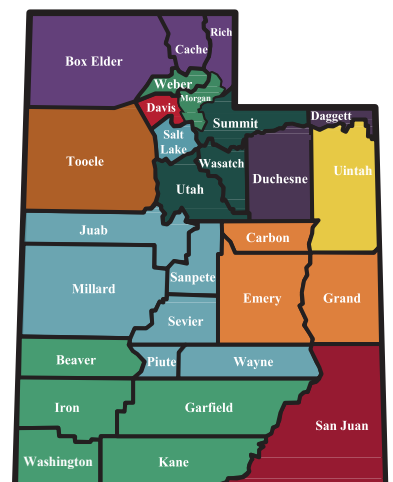 Rich
Cache
Box Elder
Weber
Morgan
Davis
Daggett
Summit
Salt
Lake
Tooele
Wasatch
Uintah
Duchesne
Utah
Juab
Carbon
Sanpete
Millard
Emery
Grand
Sevier
Beaver
Piute
Wayne
Iron
Garfield
San Juan
Washington
Kane